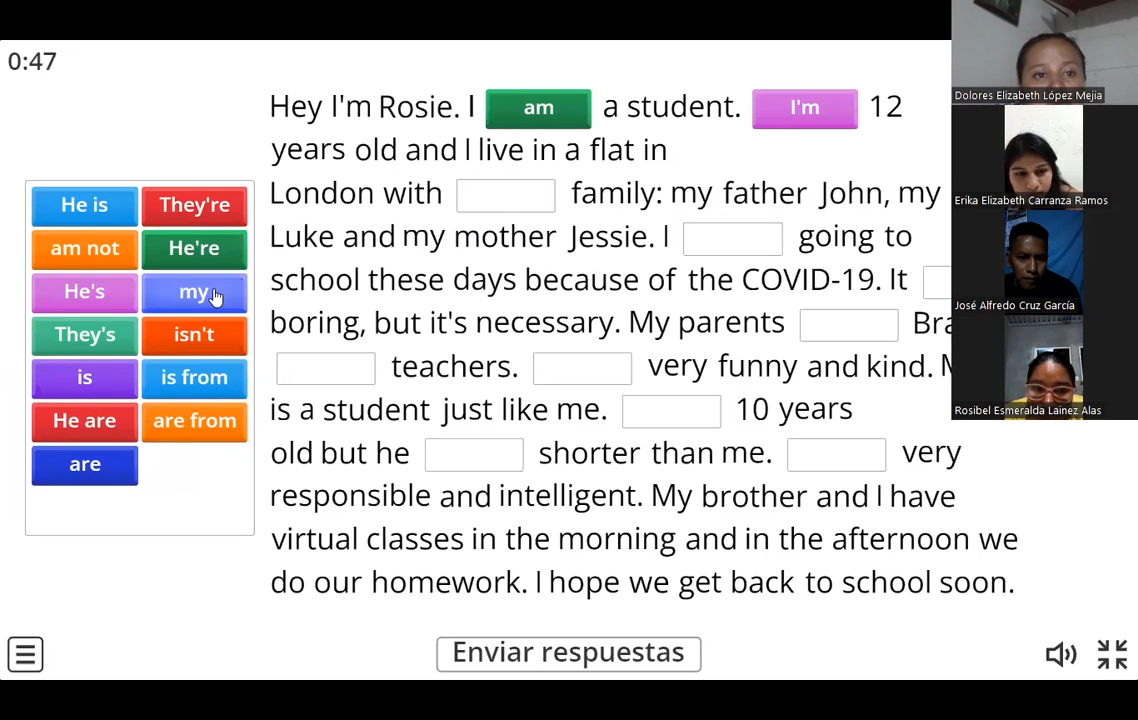 0:47
Hey I'm Rosie. I am a student. I'm 12
years old and I live in a flat in
London with family: my father John, my
Luke and my mother Jessie. I going to
school these days because of the COVID-19. It
boring, but it's necessary. My parents
teachers. very funny and kind.
is a student just like me. 10 years
old but he shorter than me. very
responsible and intelligent. My brother and I have
virtual classes in the morning and in the afternoon we
do our homework. I hope we get back to school soon.
He is They're
am not He're
He's my
They's isn't
is is from
He are are from
are
Enviar respuestas
Dolores Elizabeth López Mejia
Erika Elizabeth Carranza Ramos
José Alfredo Cruz García
Rosibel Esmeralda Lainez Alas